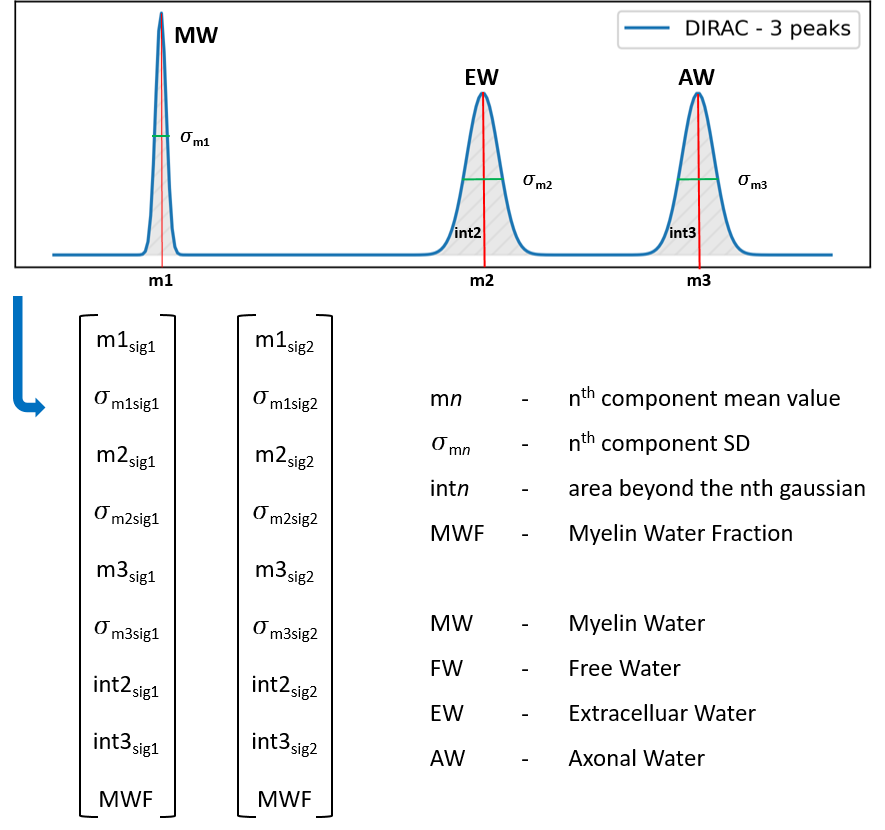 DIRAC - 3 peaks
MW
EW
AW
σm1
σm2
σm3
int2
int3
m1
m2
m3
m1sig1
σm1sig1
m2sig1
σm2sig1
m3sig1
σm3sig1
int2sig1
int3sig1
MWF
m1sig2
σm1sig2
m2sig2
σm2sig2
m3sig2
σm3sig2
int2sig2
int3sig2
MWF
mn - nth component mean value
σmn - nth component SD
intn - area beyond the nth gaussian
MWF - Myelin Water Fraction
MW - Myelin Water
FW - Free Water
EW - Extracelluar Water
AW - Axonal Water